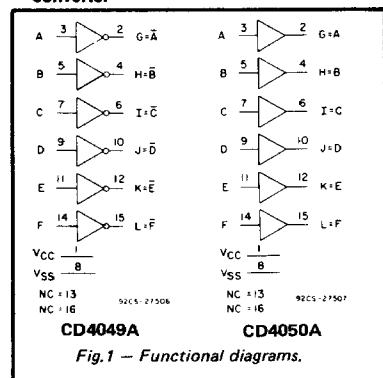 A 3 2 G=A̅
B 5 4 H=B̅
C 7 6 I=C̅
D 9 10 J=D̅
E 11 12 K=E̅
F 14 15 L=F̅
VCC 1
VSS 8
NC = 13
NC = 16
92CS-27506
CD4049A
A 3 2 G=A
B 5 4 H=B
C 7 6 I=C
D 9 10 J=D
E 11 12 K=E
F 14 15 L=F
VCC 1
VSS 8
NC = 13
NC = 16
92CS-27507
CD4050A
Fig. 1 — Functional diagrams.